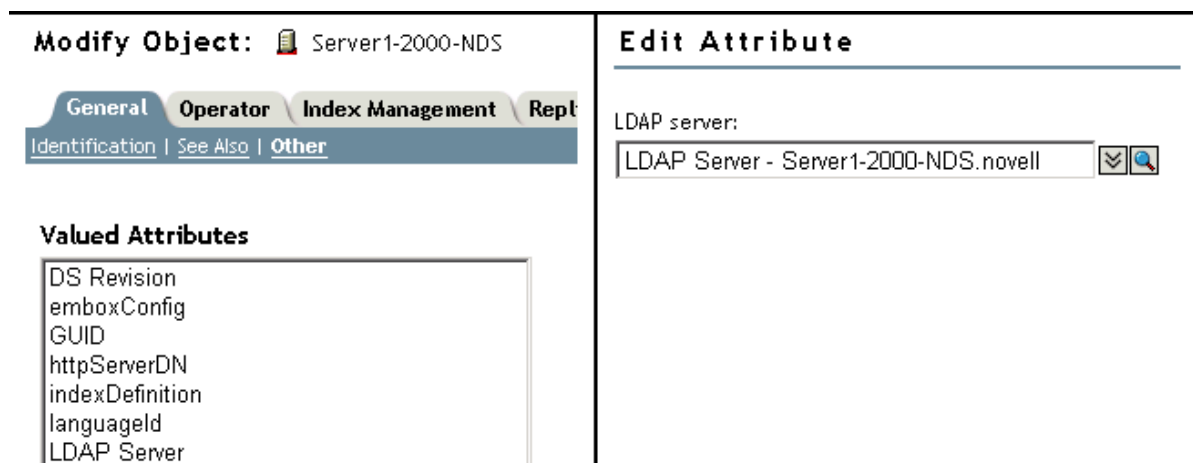 Modify Object: Server1-2000-NDS
General Operator Index Management Repl
Identification | See Also | Other
Valued Attributes
DS Revision
emboxConfig
GUID
httpServerDN
indexDefinition
languageId
LDAP Server
Edit Attribute
LDAP server:
LDAP Server - Server1-2000-NDS.novell